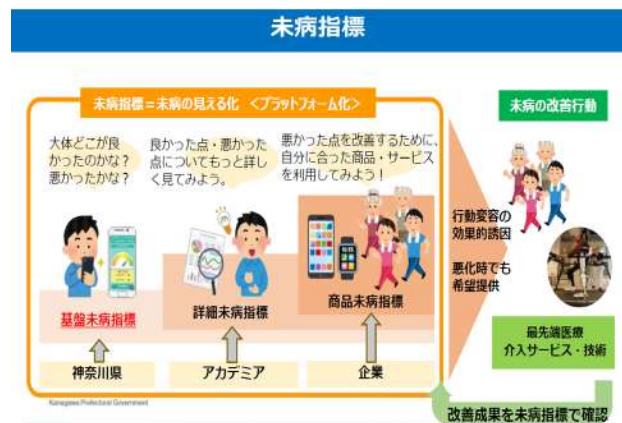 未病指標
未病指標＝未病の見える化 <プラットフォーム化>
未病の改善行動
大体どこが良
かったのかな？
悪かったかな？
良かった点・悪かった
点についてもっと詳し
く見てみよう。
悪かった点を改善するために、
自分に合った商品・サービス
を利用してみよう！
行動変容の
効果的誘因
悪化時でも
希望提供
基盤未病指標
詳細未病指標
商品未病指標
最先端医療
介入サービス・技術
神奈川県
アカデミア
企業
Kanagawa Prefectural Government
改善成果を未病指標で確認